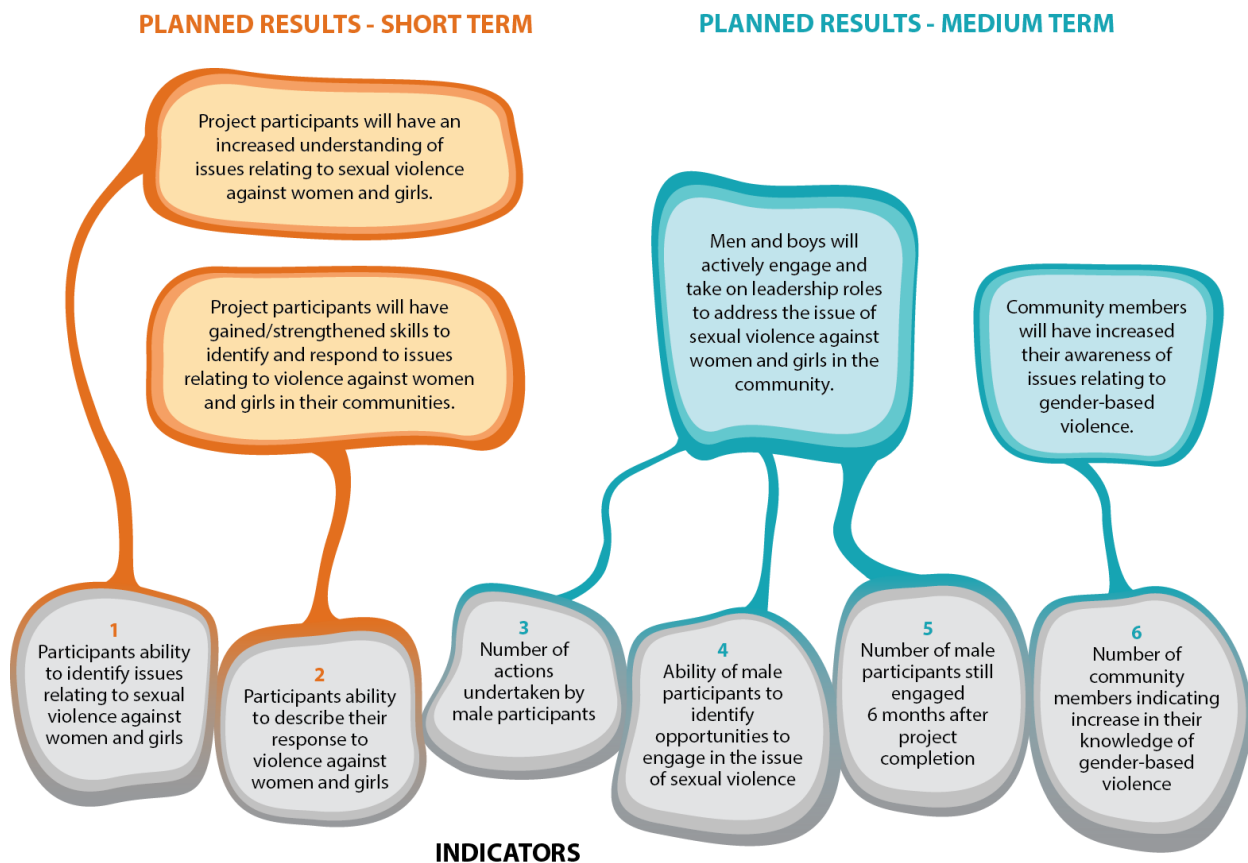 PLANNED RESULTS - SHORT TERM
PLANNED RESULTS - MEDIUM TERM
Project participants will have an
increased understanding of
issues relating to sexual violence
against women and girls.
Project participants will have
gained/strengthened skills to
identify and respond to issues
relating to violence against women
and girls in their communities.
Men and boys will
actively engage and
take on leadership roles
to address the issue of
sexual violence against
women and girls in the
community.
Community members
will have increased
their awareness of
issues relating to
gender-based
violence.
1
Participants ability
to identify issues
relating to sexual
violence against
women and girls
2
Participants ability
to describe their
response to
violence against
women and girls
3
Number of
actions
undertaken by
male participants
4
Ability of male
participants to
identify
opportunities to
engage in the issue
of sexual violence
5
Number of male
participants still
engaged
6 months after
project
completion
6
Number of
community
members indicating
increase in their
knowledge of
gender-based
violence
INDICATORS